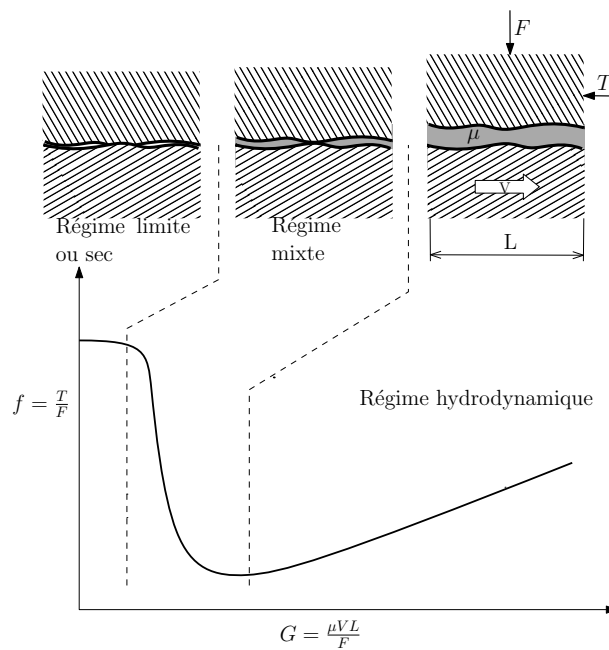 F
T
μ
V
Régime limite
ou sec
Régime
mixte
L
Régime hydrodynamique
f = T/F
G = μVL/F